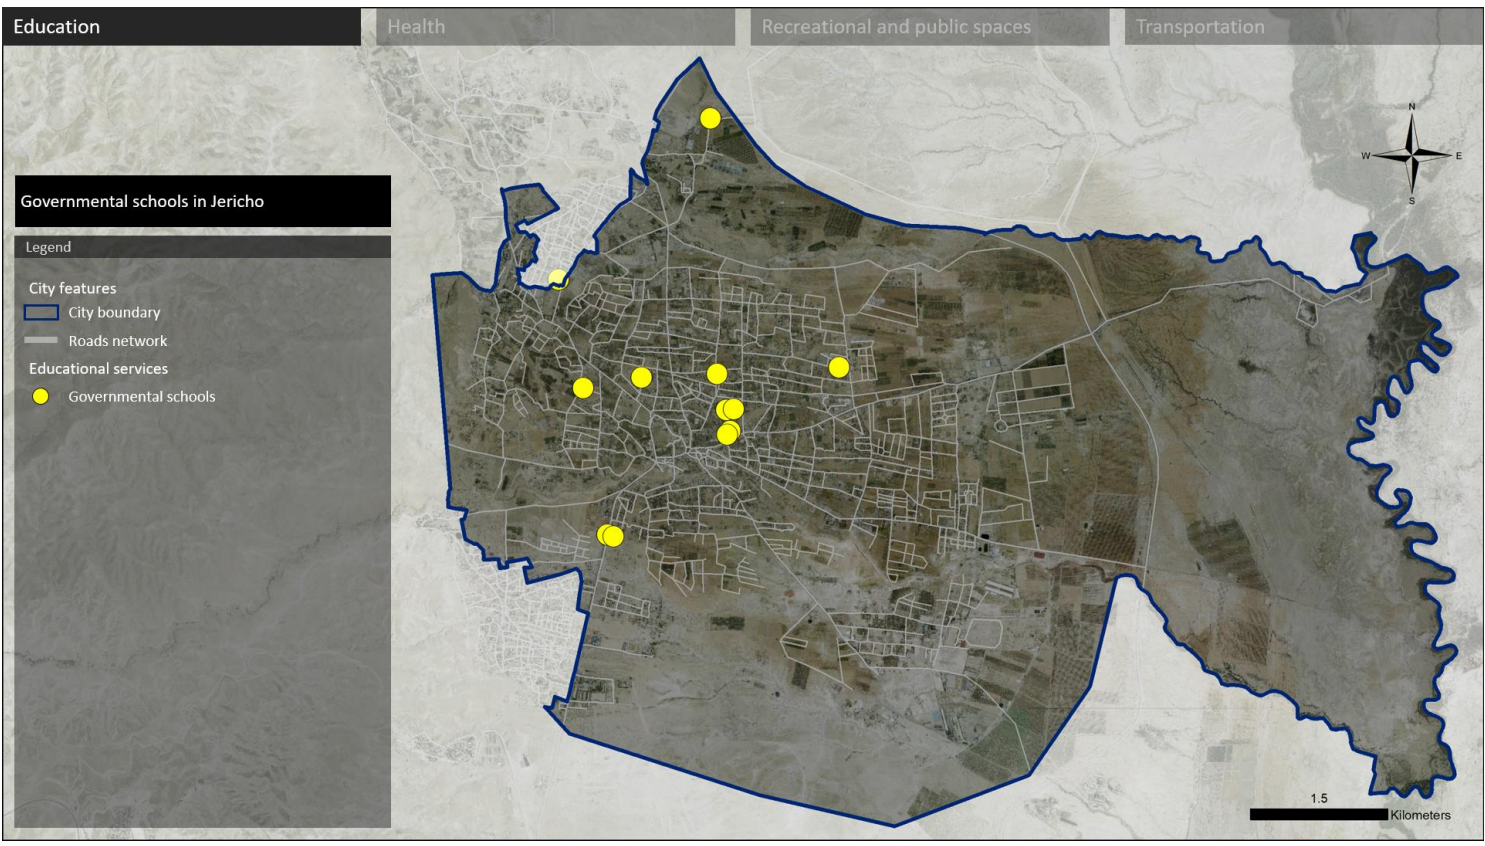 Education
Health
Recreational and public spaces
Transportation
Governmental schools in Jericho
Legend
City features
City boundary
Roads network
Educational services
Governmental schools
N
W
E
S
1.5
Kilometers